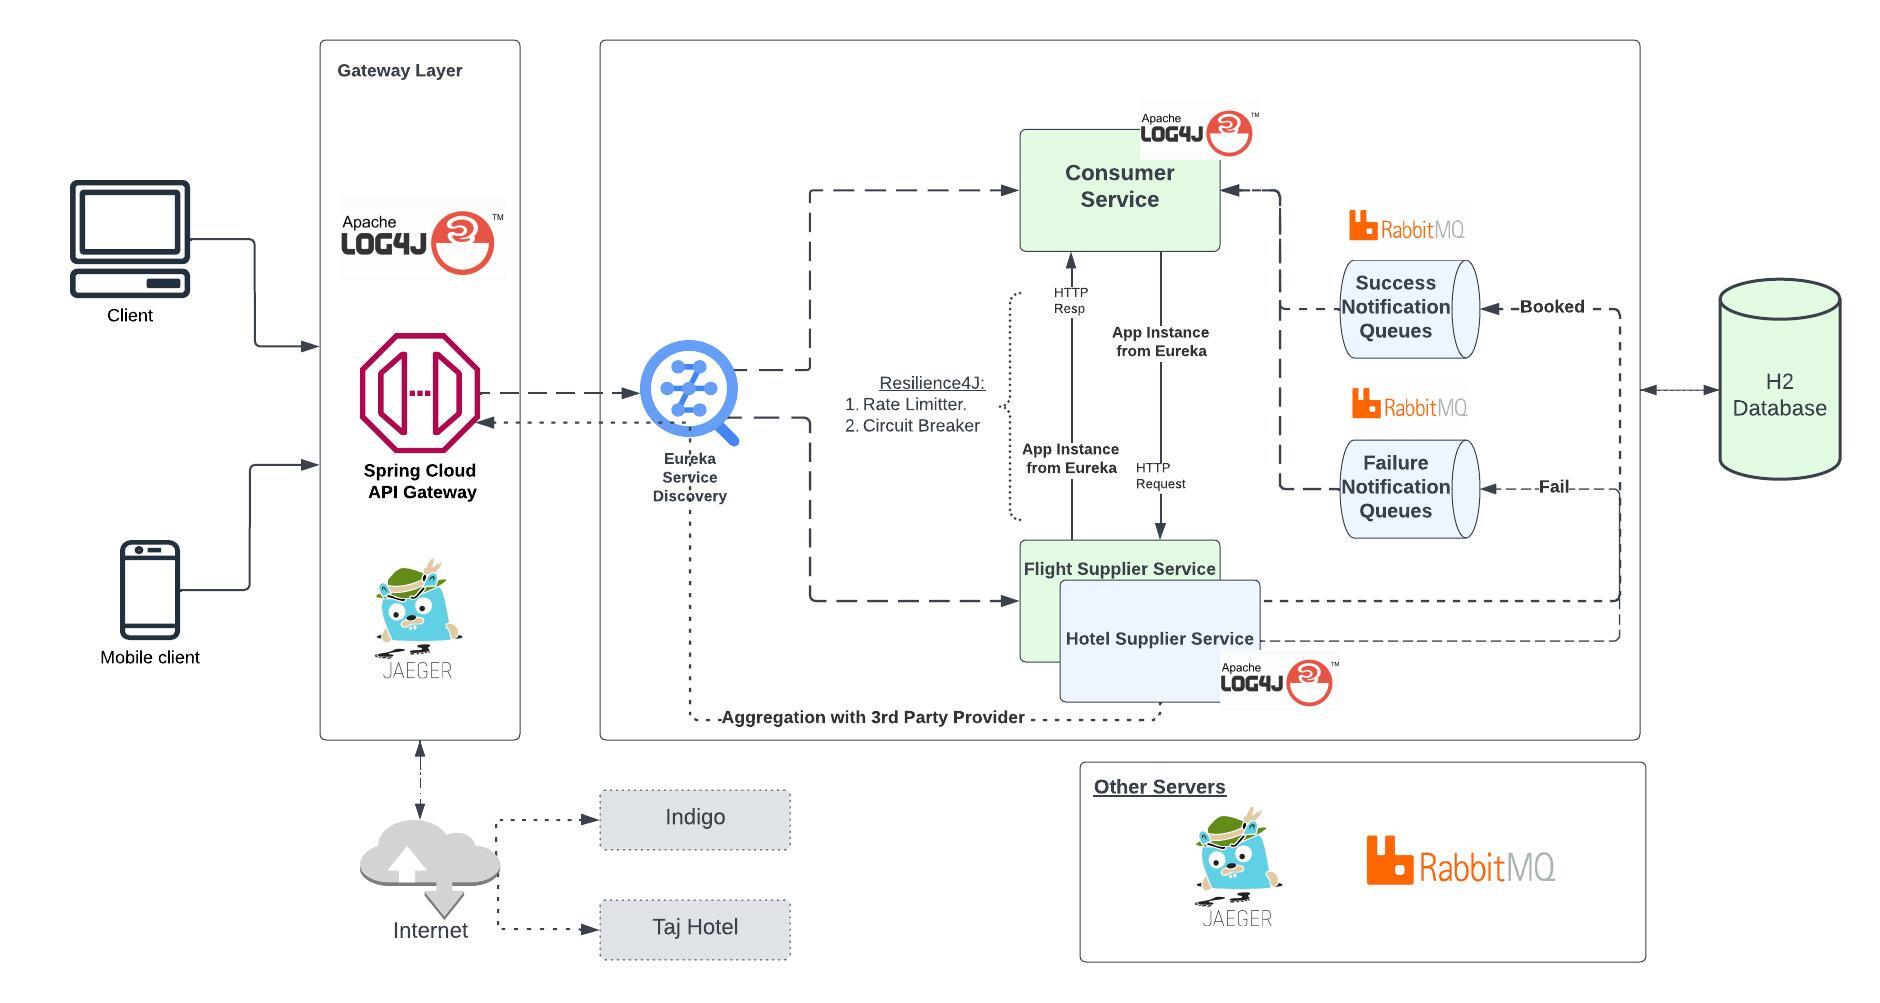 Gateway Layer
Apache
LOG4J
TM
Client
Spring Cloud
API Gateway
JAEGER
Mobile client
Eureka
Service
Discovery
Consumer
Service
Apache
LOG4J
TM
HTTP
Resp
App Instance
from Eureka
Resilience4J:
1. Rate Limitter.
2. Circuit Breaker
App Instance
from Eureka
HTTP
Request
RabbitMQ
Success
Notification
Queues
Booked
RabbitMQ
Failure
Notification
Queues
Fail
H2
Database
Flight Supplier Service
Hotel Supplier Service
Apache
LOG4J
TM
Aggregation with 3rd Party Provider
Internet
Indigo
Taj Hotel
Other Servers
JAEGER
RabbitMQ